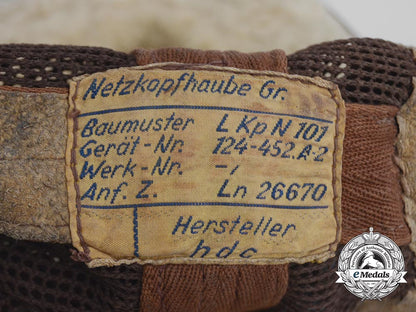 Netzkopfhaube Gr.
Baumuster L Kp N 101
Gerät-Nr. 124-452.A-2
Werk-Nr. -,
Anf. Z. Ln 26670
Hersteller
hdc
eMedals